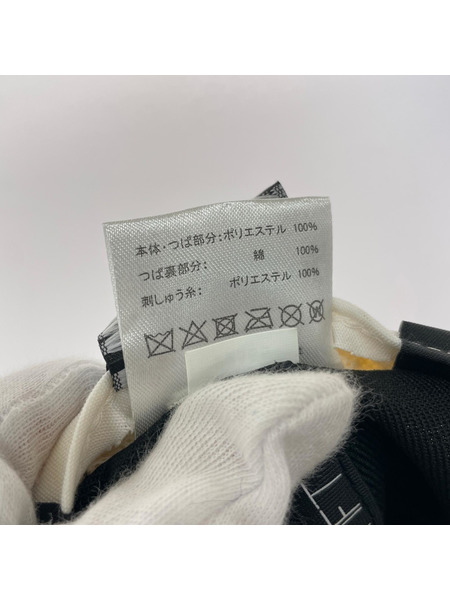 本体・つば部分:ポリエステル 100%
つば裏部分: 綿 100%
刺しゅう糸: ポリエステル 100%